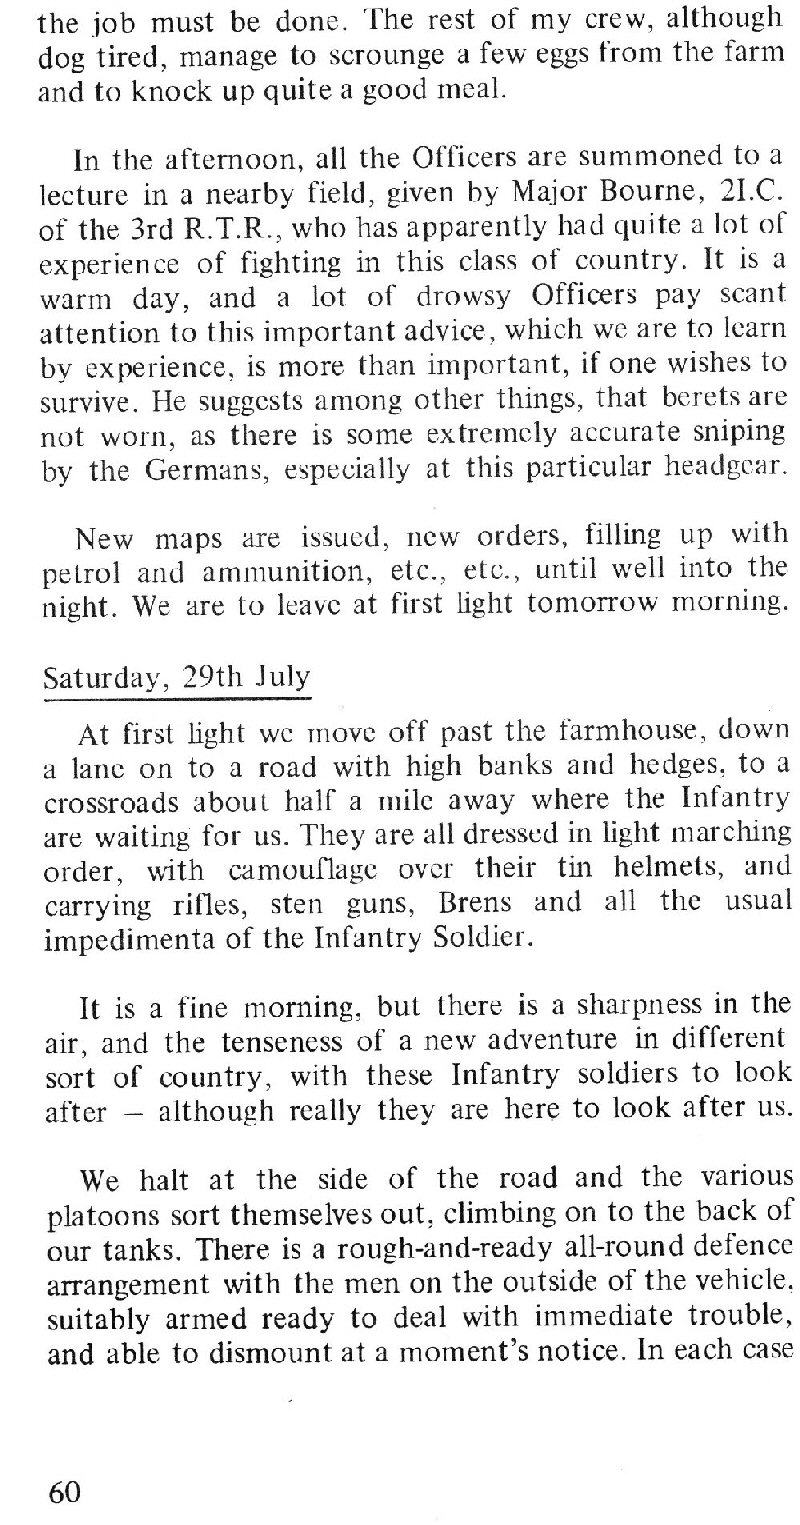 the job must be done. The rest of my crew, although
dog tired, manage to scrounge a few eggs from the farm
and to knock up quite a good meal.
In the afternoon, all the Officers are summoned to a
lecture in a nearby field, given by Major Bourne, 2I.C.
of the 3rd R.T.R., who has apparently had quite a lot of
experience of fighting in this class of country. It is a
warm day, and a lot of drowsy Officers pay scant
attention to this important advice, which we are to learn
by experience, is more than important, if one wishes to
survive. He suggests among other things, that berets are
not worn, as there is some extremely accurate sniping
by the Germans, especially at this particular headgear.
New maps are issued, new orders, filling up with
petrol and ammunition, etc., etc., until well into the
night. We are to leave at first light tomorrow morning.
Saturday, 29th July
At first light we move off past the farmhouse, down
a lane on to a road with high banks and hedges, to a
crossroads about half a mile away where the Infantry
are waiting for us. They are all dressed in light marching
order, with camouflage over their tin helmets, and
carrying rifles, sten guns, Brens and all the usual
impedimenta of the Infantry Soldier.
It is a fine morning, but there is a sharpness in the
air, and the tenseness of a new adventure in different
sort of country, with these Infantry soldiers to look
after – although really they are here to look after us.
We halt at the side of the road and the various
platoons sort themselves out, climbing on to the back of
our tanks. There is a rough-and-ready all-round defence
arrangement with the men on the outside of the vehicle,
suitably armed ready to deal with immediate trouble,
and able to dismount at a moment's notice. In each case
60